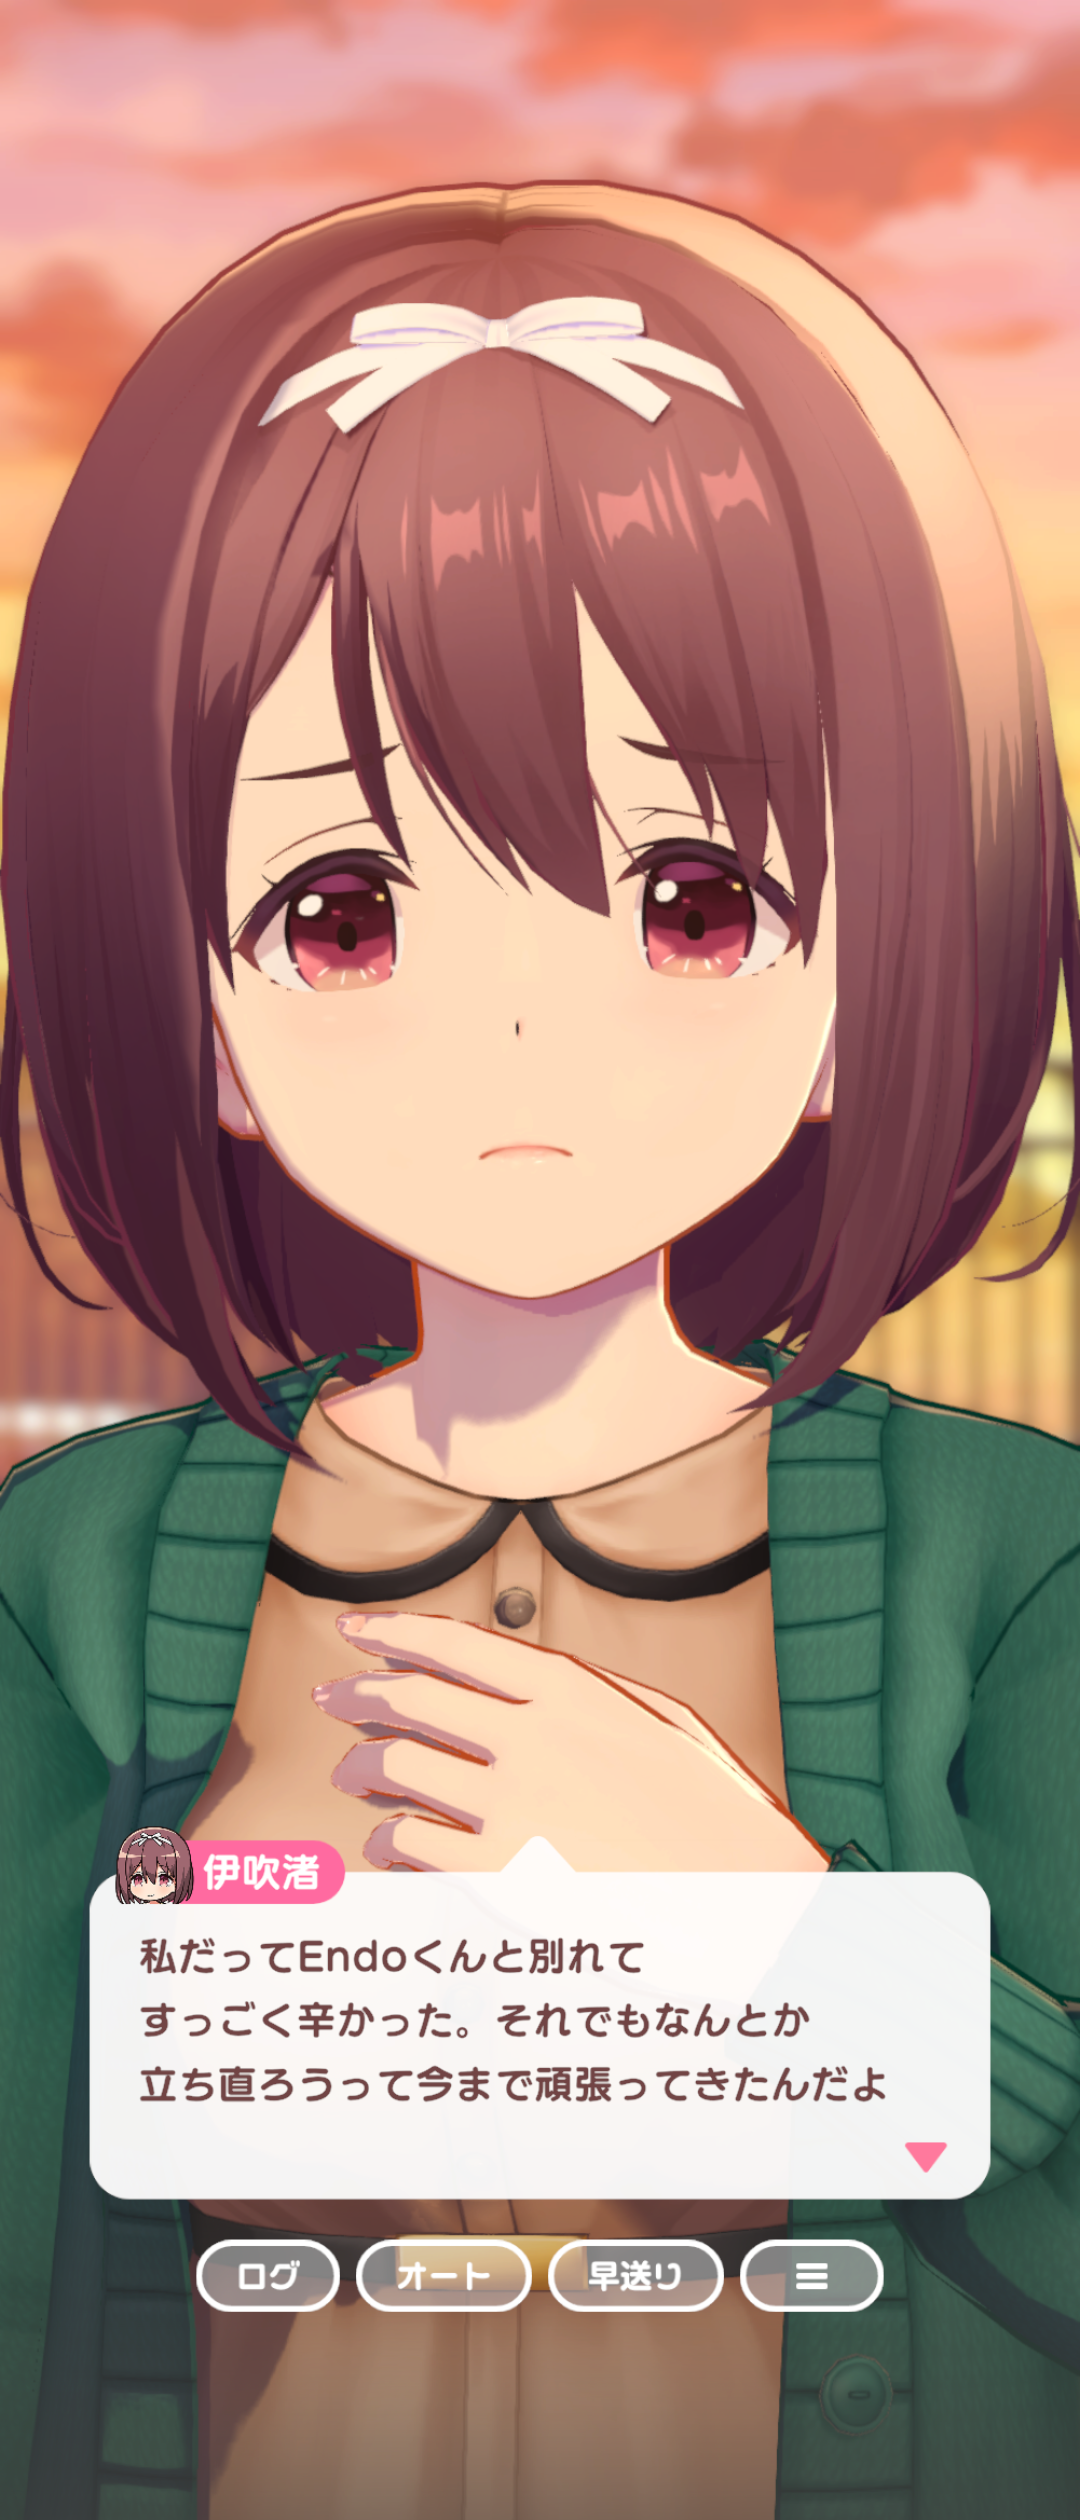 伊吹渚
私だってEndoくんと別れて
すっごく辛かった。それでもなんとか
立ち直ろうって今まで頑張ってきたんだよ
ログ
オート
早送り